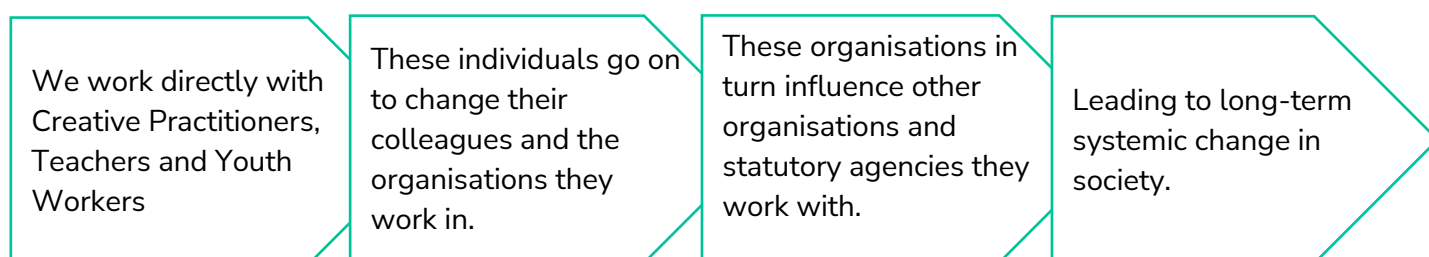 We work directly with
Creative Practitioners,
Teachers and Youth
Workers
These individuals go on
to change their
colleagues and the
organisations they
work in.
These organisations in
turn influence other
organisations and
statutory agencies they
work with.
Leading to long-term
systemic change in
society.